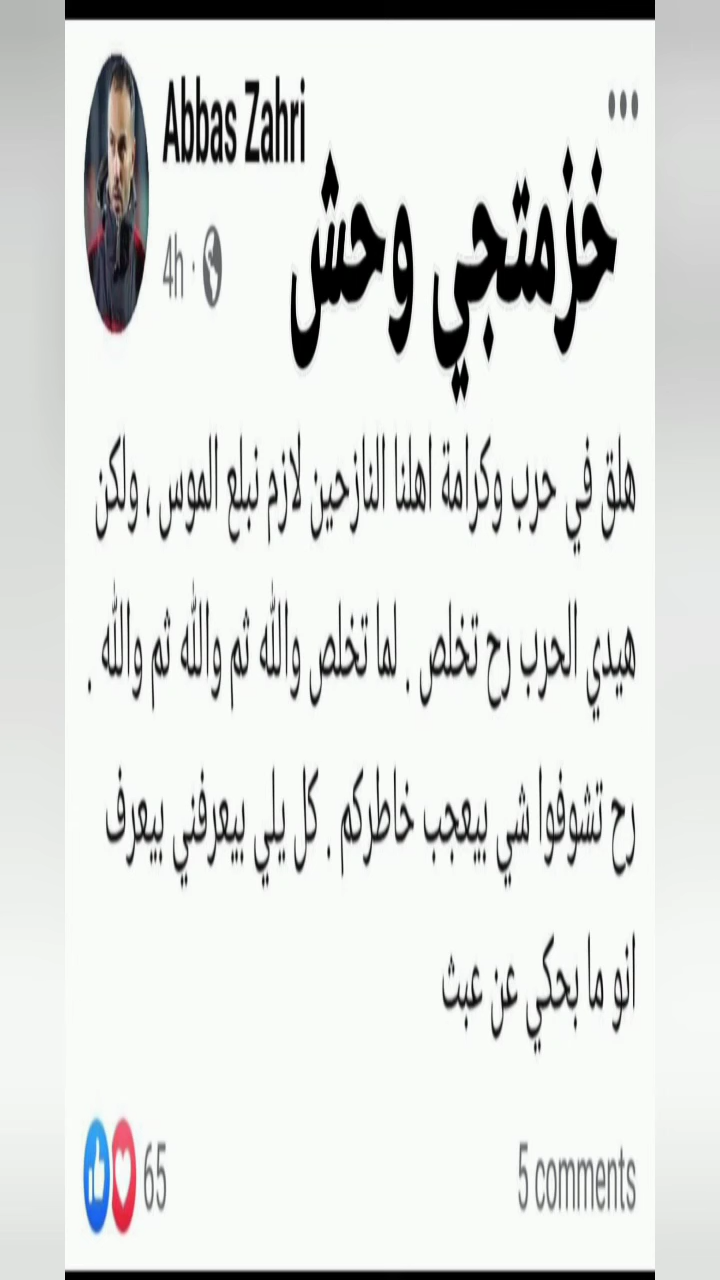 Abbas Zahri
4h
خزمتجي وحش
هلق في حرب وكرامة اهلنا النازحين لازم نبلع الموس ، ولكن
هيدي الحرب رح تخلص . لما تخلص والله ثم والله ثم والله .
رح تشوفوا شي بيعجب خاطركم . كل يلي بيعرفني بيعرف
انو ما بحكي عن عبث
65
5 comments